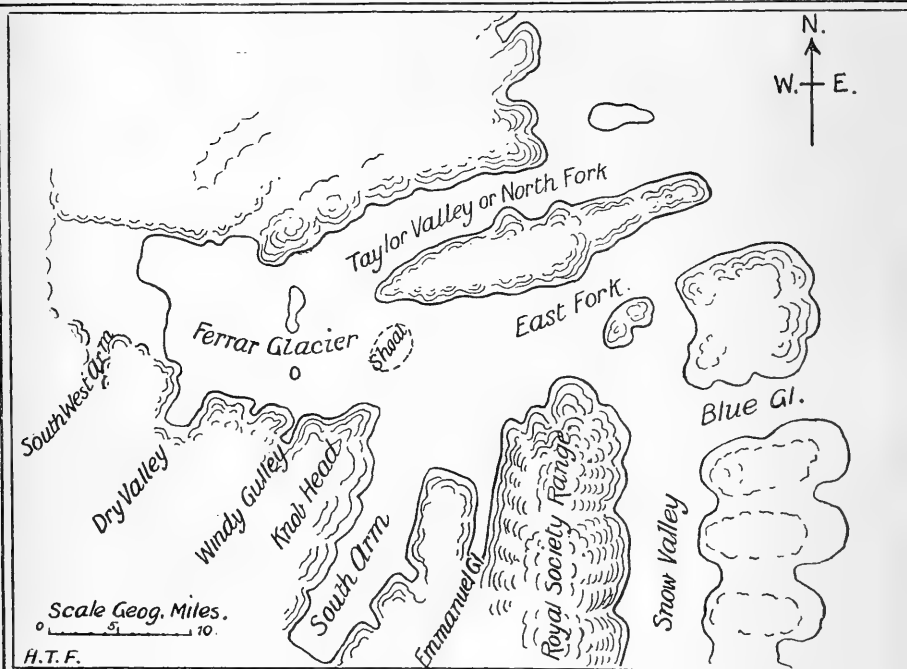 N.
W. E.
Taylor Valley or North Fork
East Fork.
Ferrar Glacier
Shoal
South West Arm
Blue Gl.
Dry Valley
Windy Gulley
Knob Head
South Arm
Emmanuel Gl.
Royal Society Range
Snow Valley
Scale Geog. Miles.
0 5 10.
H.T.F.